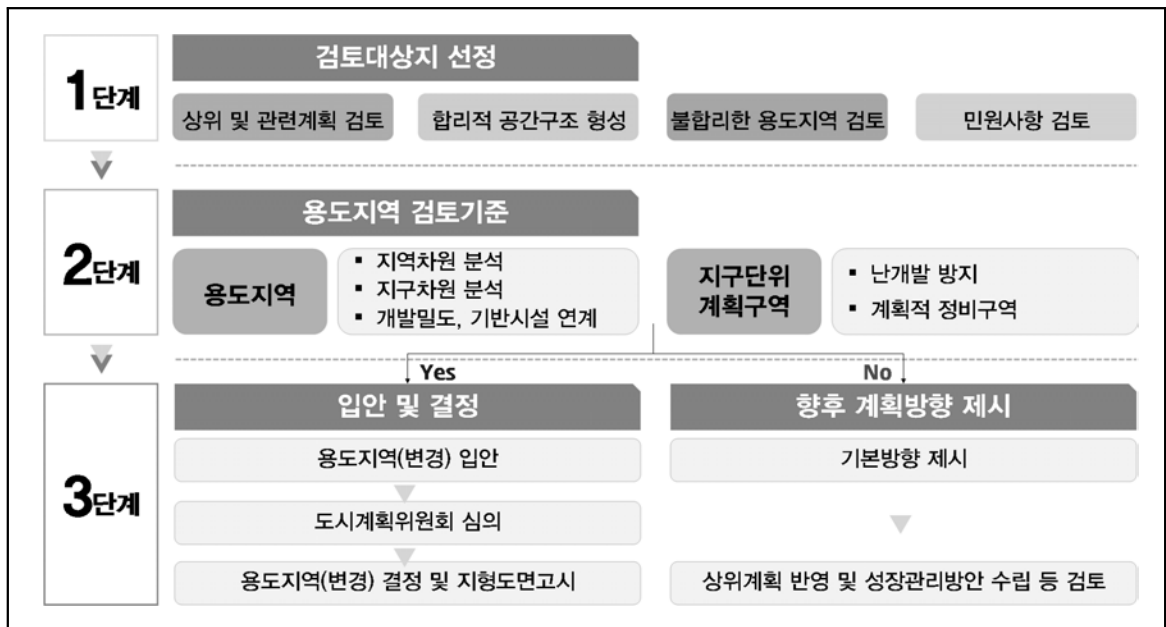 1단계
검토대상지 선정
상위 및 관련계획 검토
합리적 공간구조 형성
불합리한 용도지역 검토
민원사항 검토
2단계
용도지역 검토기준
용도지역
▪ 지역차원 분석
▪ 지구차원 분석
▪ 개발밀도, 기반시설 연계
지구단위
계획구역
▪ 난개발 방지
▪ 계획적 정비구역
Yes
No
3단계
입안 및 결정
용도지역(변경) 입안
도시계획위원회 심의
용도지역(변경) 결정 및 지형도면고시
향후 계획방향 제시
기본방향 제시
상위계획 반영 및 성장관리방안 수립 등 검토